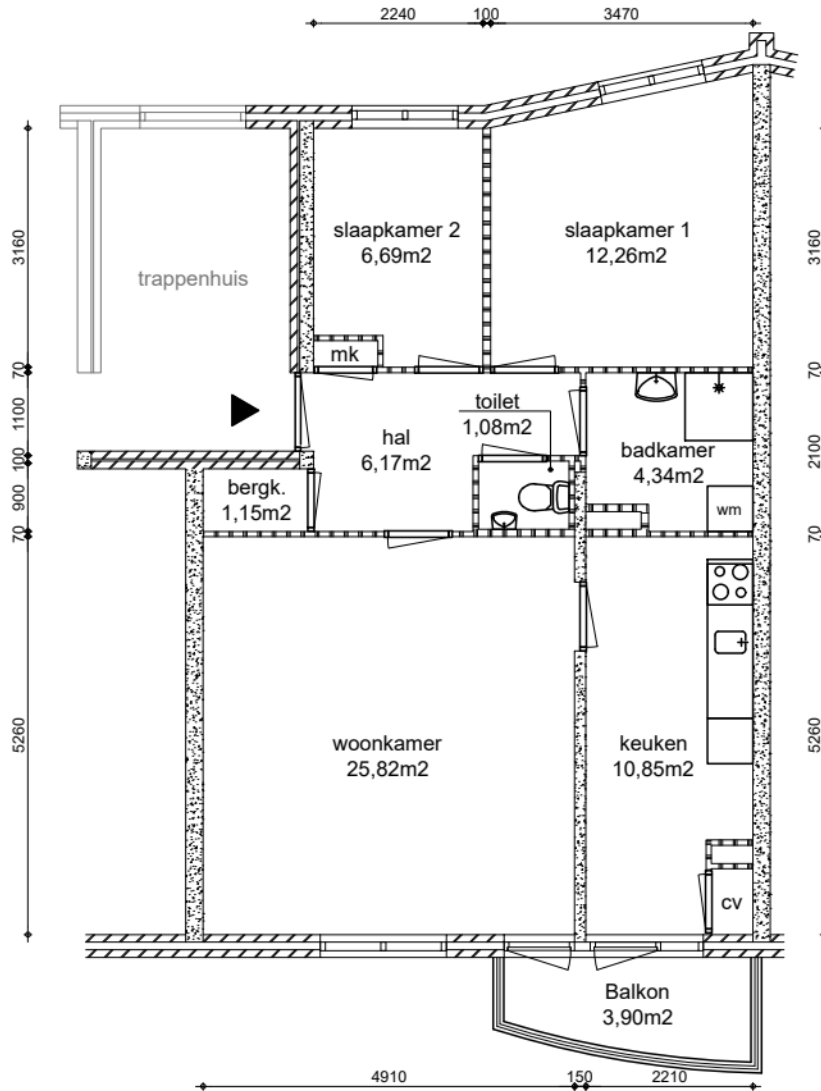 2240 100 3470
slaapkamer 2
6,69m2
slaapkamer 1
12,26m2
trappenhuis
mk
toilet
1,08m2
hal
6,17m2
badkamer
4,34m2
bergk.
1,15m2
wm
woonkamer
25,82m2
keuken
10,85m2
cv
Balkon
3,90m2
3160
70
1100
100
900
70
5260
3160
70
2100
70
5260
4910 150 2210